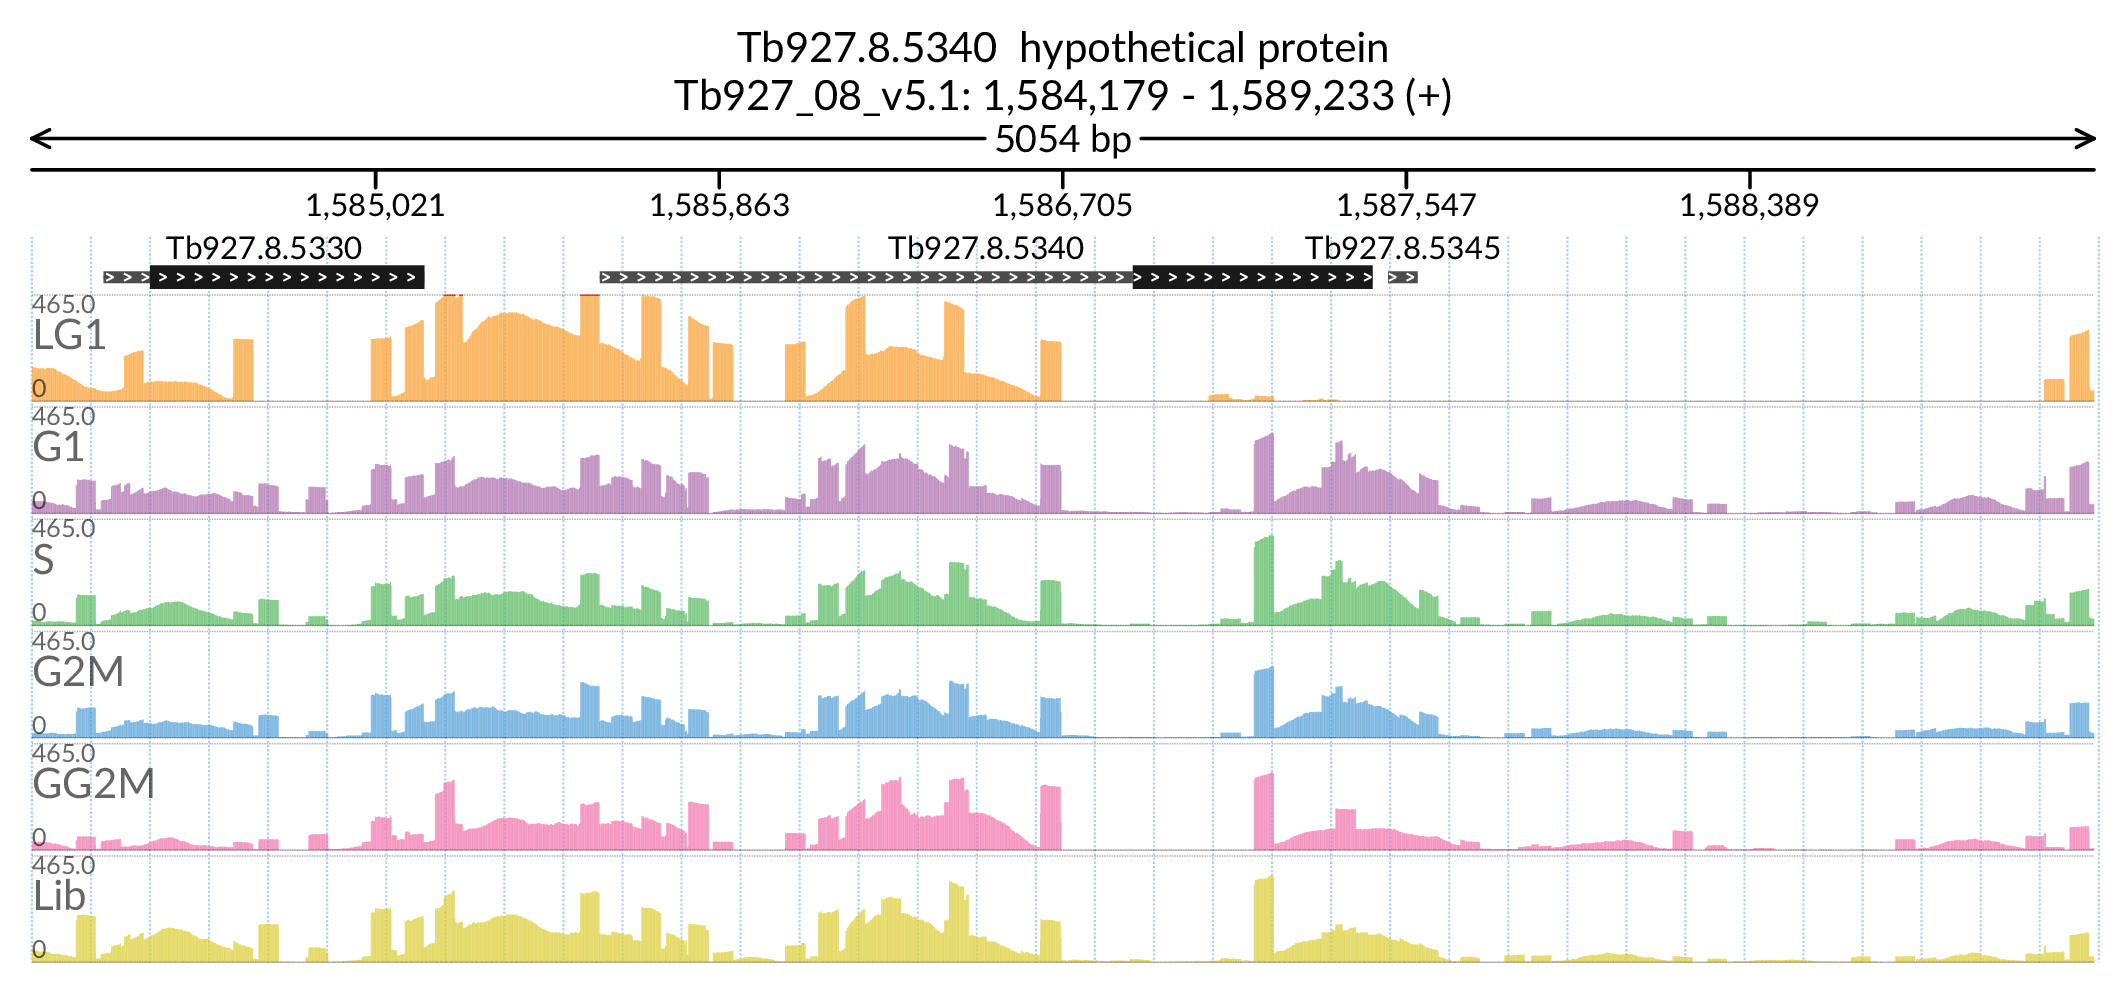 Tb927.8.5340 hypothetical protein
Tb927_08_v5.1: 1,584,179 - 1,589,233 (+)
5054 bp
1,585,021 1,585,863 1,586,705 1,587,547 1,588,389
Tb927.8.5330 Tb927.8.5340 Tb927.8.5345
465.0
LG1
0
465.0
G1
0
465.0
S
0
465.0
G2M
0
465.0
GG2M
0
465.0
Lib
0